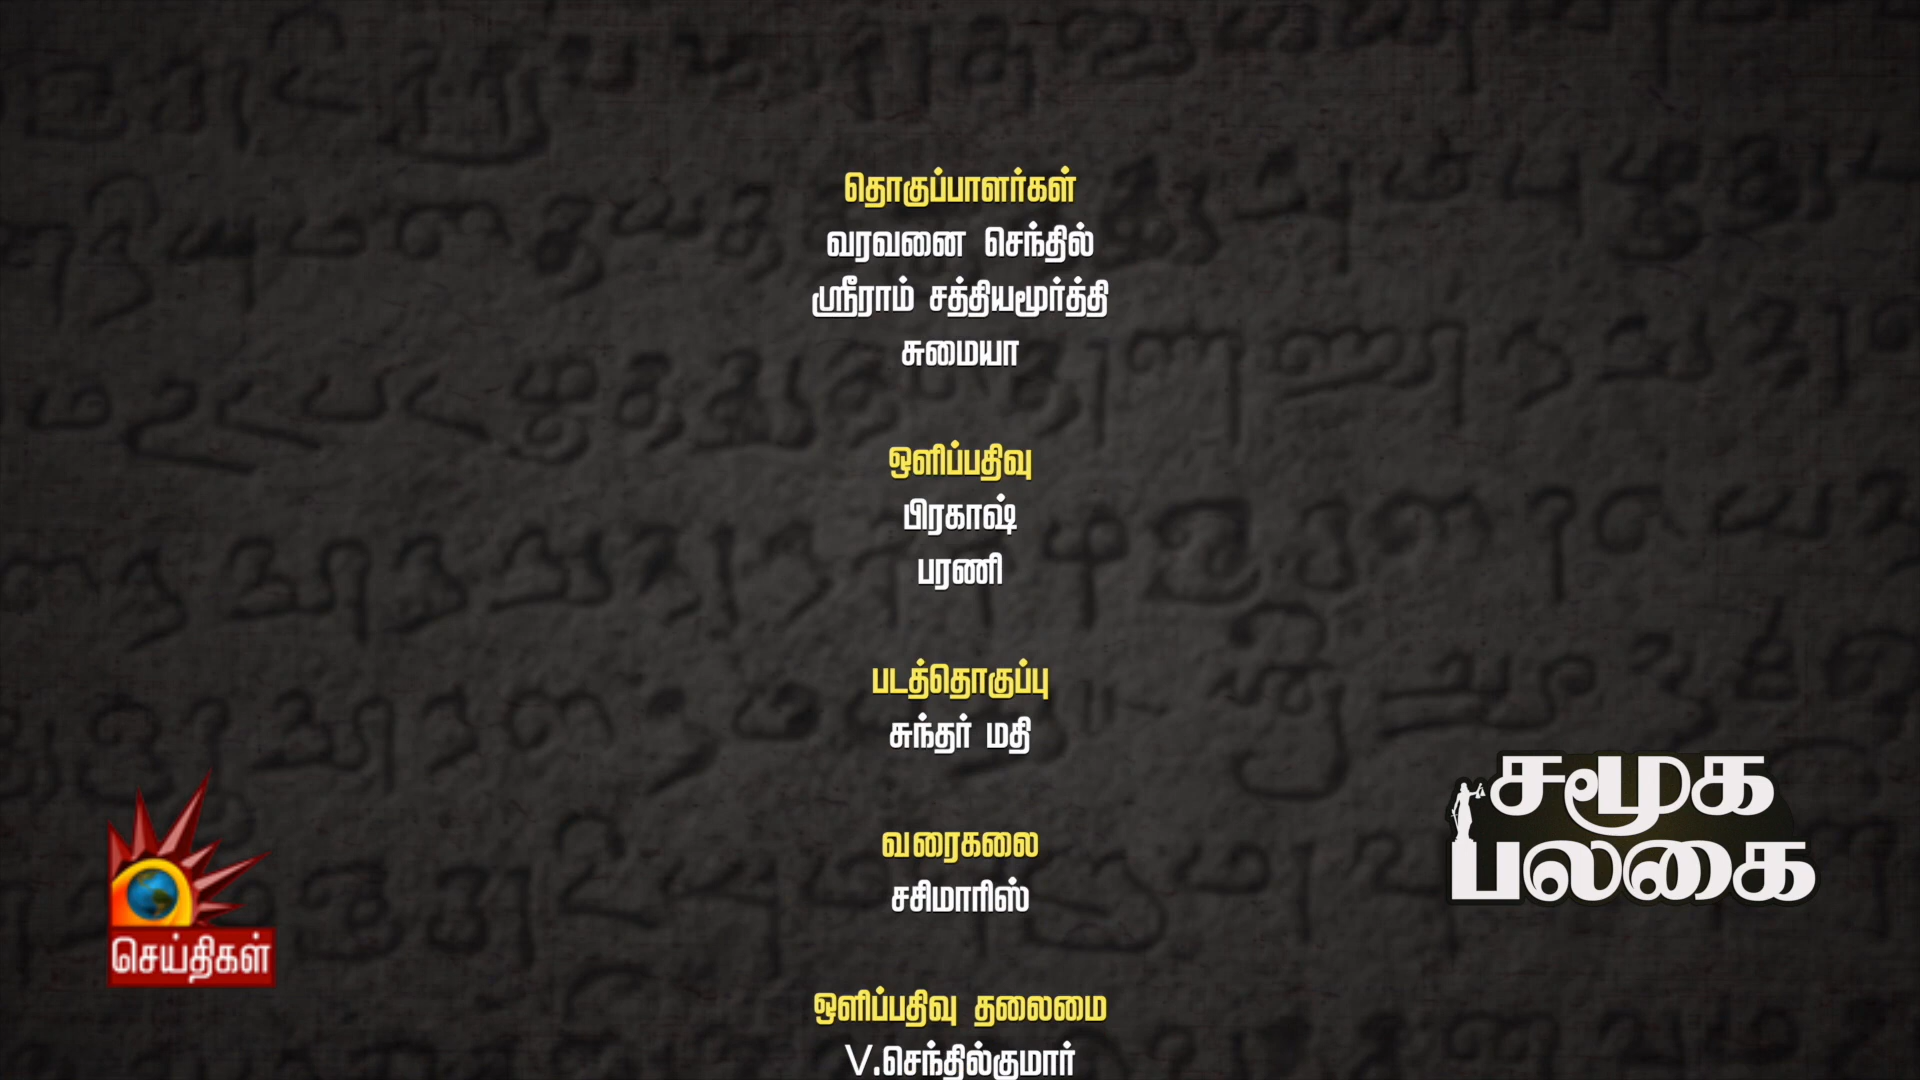 தொகுப்பாளர்கள்
வரவனை செந்தில்
ஸ்ரீராம் சத்தியமூர்த்தி
சுமையா
ஒளிப்பதிவு
பிரகாஷ்
பரணி
படத்தொகுப்பு
சுந்தர் மதி
வரைகலை
சசிமாரிஸ்
ஒளிப்பதிவு தலைமை
V.செந்தில்குமார்
சமூக
பலகை
செய்திகள்